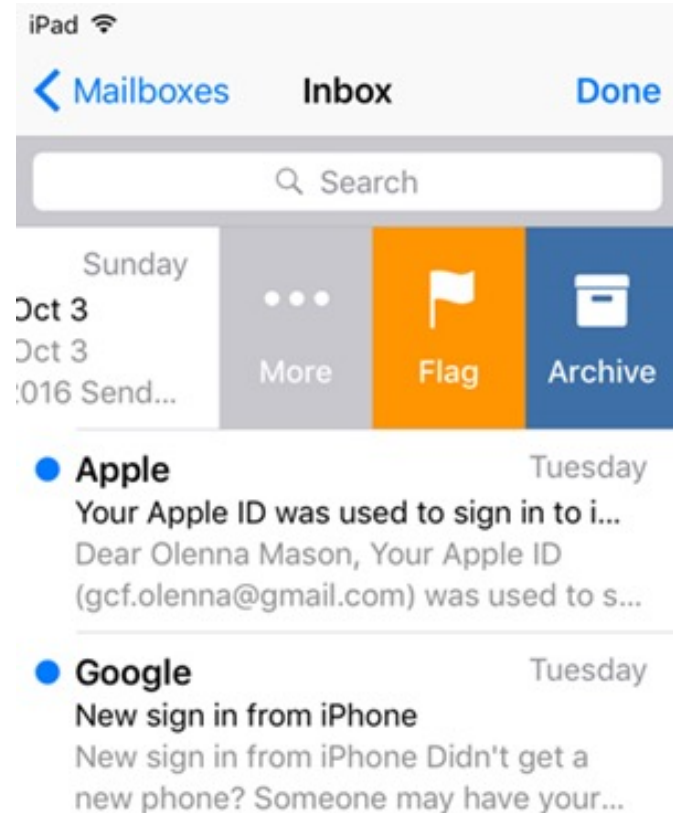 iPad
Mailboxes Inbox Done
Search
Sunday
Oct 3
Oct 3
2016 Send...
More Flag Archive
Apple Tuesday
Your Apple ID was used to sign in to i...
Dear Olenna Mason, Your Apple ID
(gcf.olenna@gmail.com) was used to s...
Google Tuesday
New sign in from iPhone
New sign in from iPhone Didn't get a
new phone? Someone may have your...